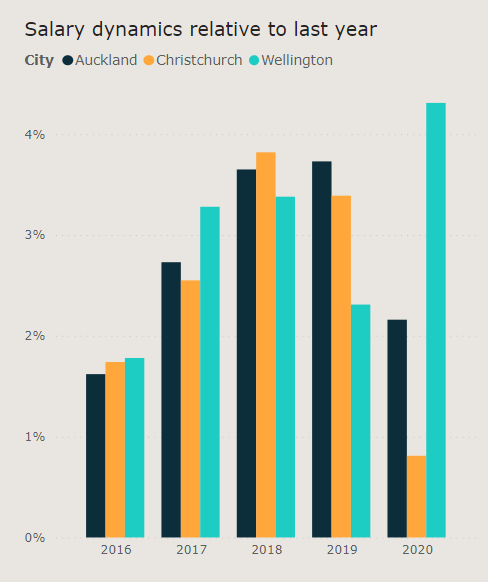 Salary dynamics relative to last year
City Auckland Christchurch Wellington
4%
3%
2%
1%
0%
2016 2017 2018 2019 2020